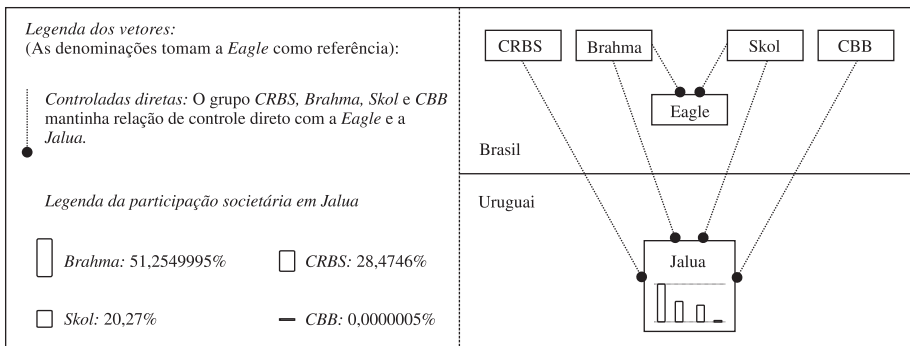 Legenda dos vetores:
(As denominações tomam a Eagle como referência):
Controladas diretas: O grupo CRBS, Brahma, Skol e CBB
mantinha relação de controle direto com a Eagle e a
Jalua.
Legenda da participação societária em Jalua
Brahma: 51,2549995%
CRBS: 28,4746%
Skol: 20,27%
CBB: 0,0000005%
CRBS
Brahma
Skol
CBB
Eagle
Brasil
Uruguai
Jalua